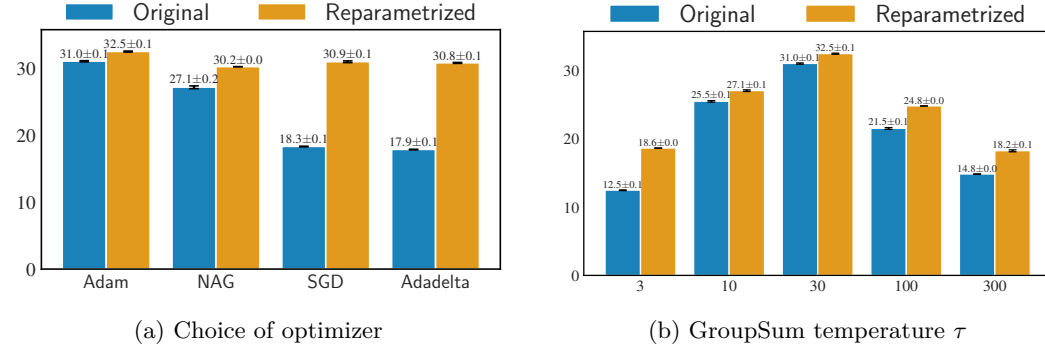 Original Reparametrized
31.0±0.1 32.5±0.1 27.1±0.2 30.2±0.0 18.3±0.1 30.9±0.1 17.9±0.1 30.8±0.1
30
20
10
0
Adam NAG SGD Adadelta
(a) Choice of optimizer
Original Reparametrized
12.5±0.1 18.6±0.0 25.5±0.1 27.1±0.1 31.0±0.1 32.5±0.1 21.5±0.1 24.8±0.0 14.8±0.0 18.2±0.1
30
20
10
0
3 10 30 100 300
(b) GroupSum temperature τ